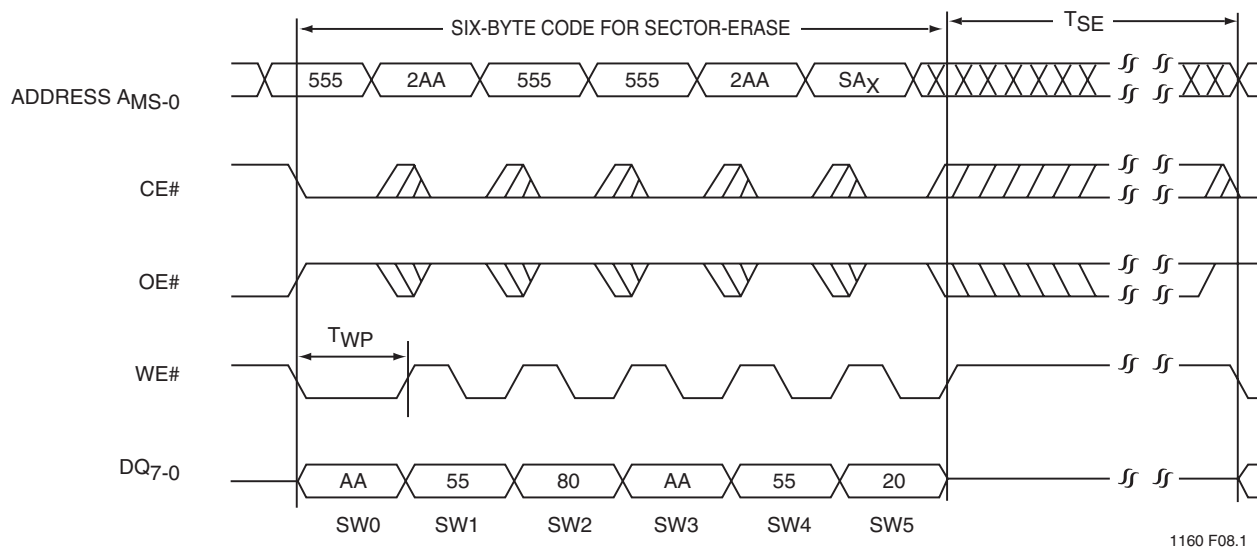 SIX-BYTE CODE FOR SECTOR-ERASE
TSE
ADDRESS AMS-0
555 2AA 555 555 2AA SAX
CE#
OE#
TWP
WE#
DQ7-0
AA 55 80 AA 55 20
SW0 SW1 SW2 SW3 SW4 SW5
1160 F08.1